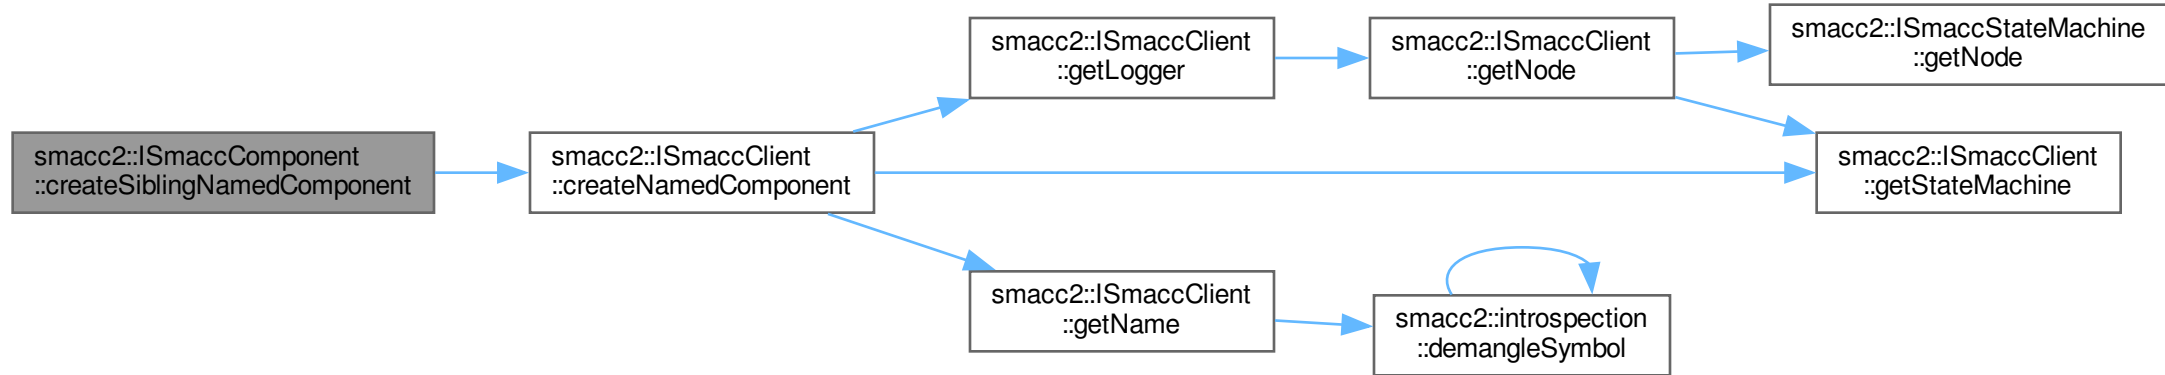 smacc2::ISmaccComponent
::createSiblingNamedComponent
smacc2::ISmaccClient
::createNamedComponent
smacc2::ISmaccClient
::getLogger
smacc2::ISmaccClient
::getNode
smacc2::ISmaccStateMachine
::getNode
smacc2::ISmaccClient
::getStateMachine
smacc2::ISmaccClient
::getName
smacc2::introspection
::demangleSymbol